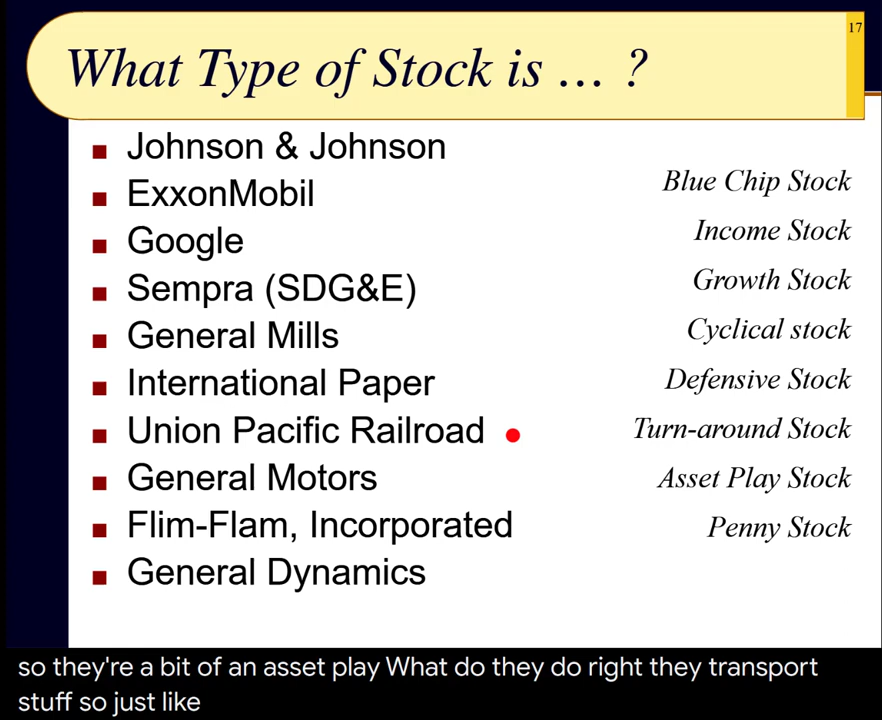 17
What Type of Stock is … ?
Johnson & Johnson
ExxonMobil
Google
Sempra (SDG&E)
General Mills
International Paper
Union Pacific Railroad
General Motors
Flim-Flam, Incorporated
General Dynamics
Blue Chip Stock
Income Stock
Growth Stock
Cyclical stock
Defensive Stock
Turn-around Stock
Asset Play Stock
Penny Stock
so they're a bit of an asset play What do they do right they transport
stuff so just like